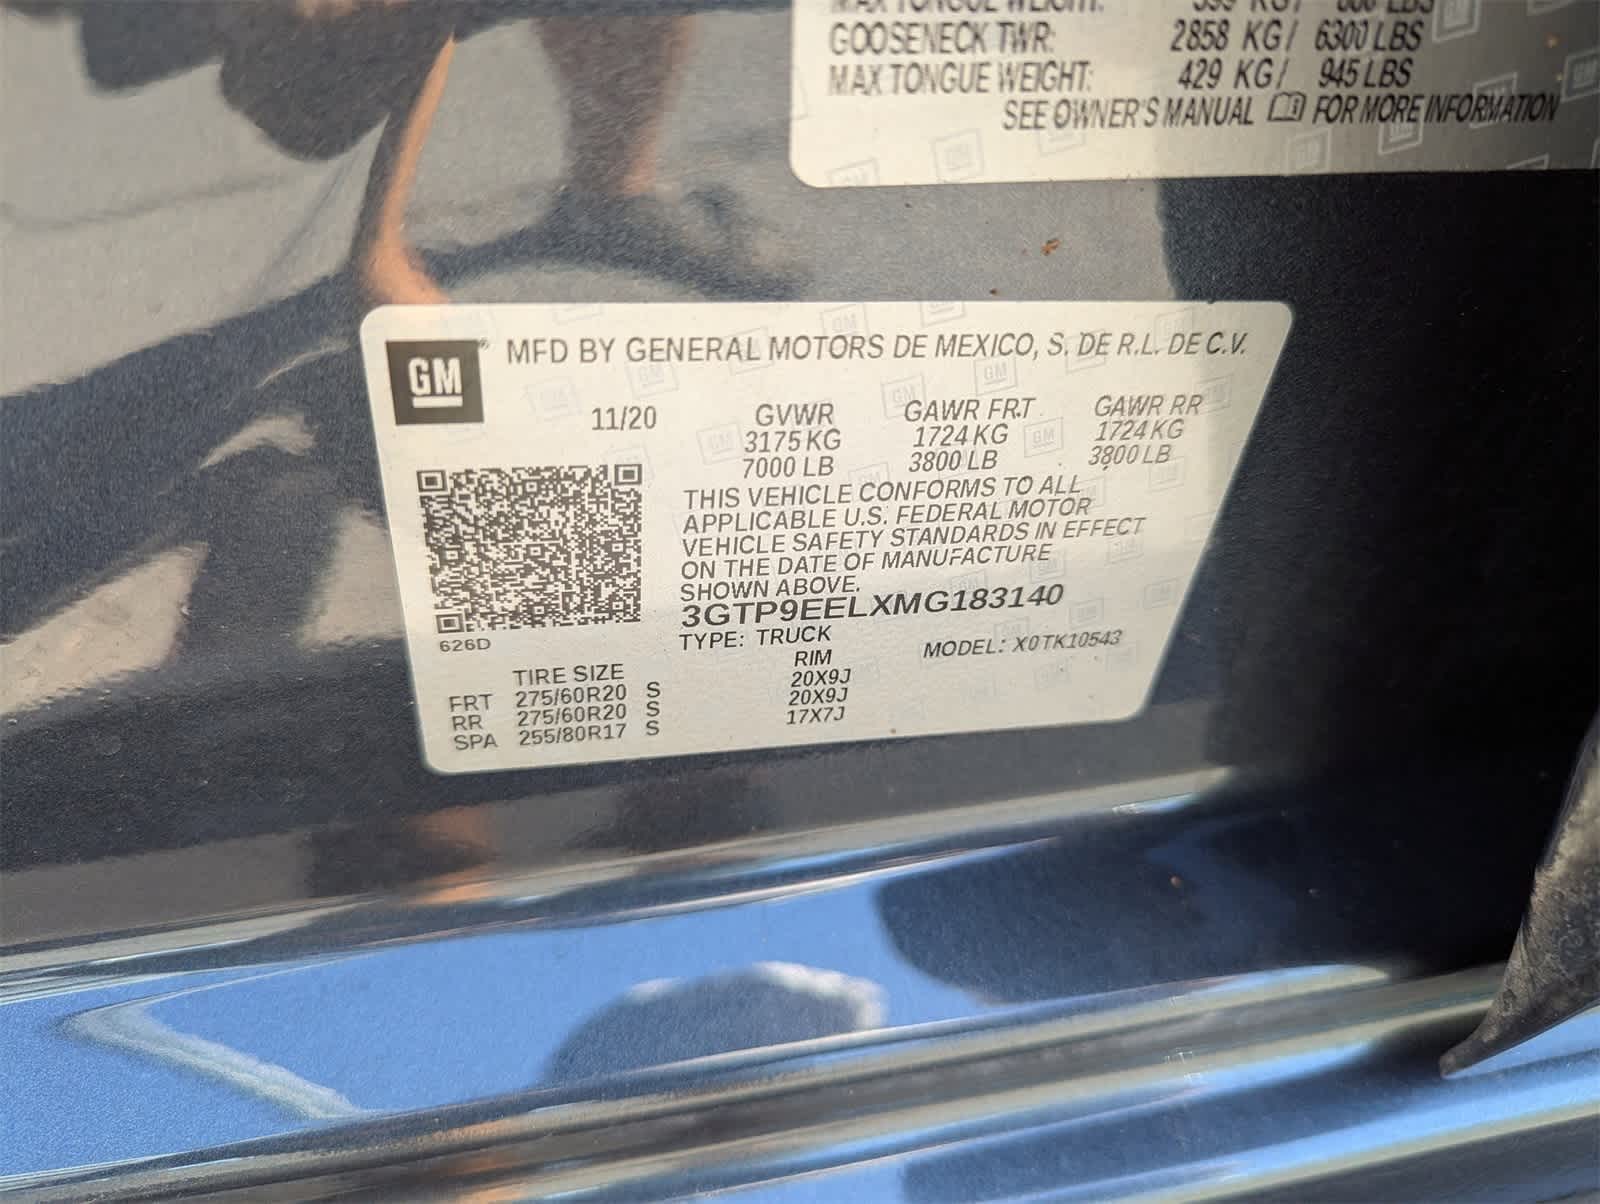 MAX TONGUE WEIGHT:
GOOSENECK TWR: 2858 KG/ 6300 LBS
MAX TONGUE WEIGHT: 429 KG/ 945 LBS
SEE OWNER'S MANUAL FOR MORE INFORMATION
GM® MFD BY GENERAL MOTORS DE MEXICO, S. DE R.L. DE C.V.
11/20 GVWR GAWR FRT GAWR RR
3175 KG 1724 KG 1724 KG
7000 LB 3800 LB 3800 LB
THIS VEHICLE CONFORMS TO ALL
APPLICABLE U.S. FEDERAL MOTOR
VEHICLE SAFETY STANDARDS IN EFFECT
ON THE DATE OF MANUFACTURE
SHOWN ABOVE.
3GTP9EELXMG183140
626D TYPE: TRUCK MODEL: X0TK10543
TIRE SIZE RIM
FRT 275/60R20 S 20X9J
RR 275/60R20 S 20X9J
SPA 255/80R17 S 17X7J